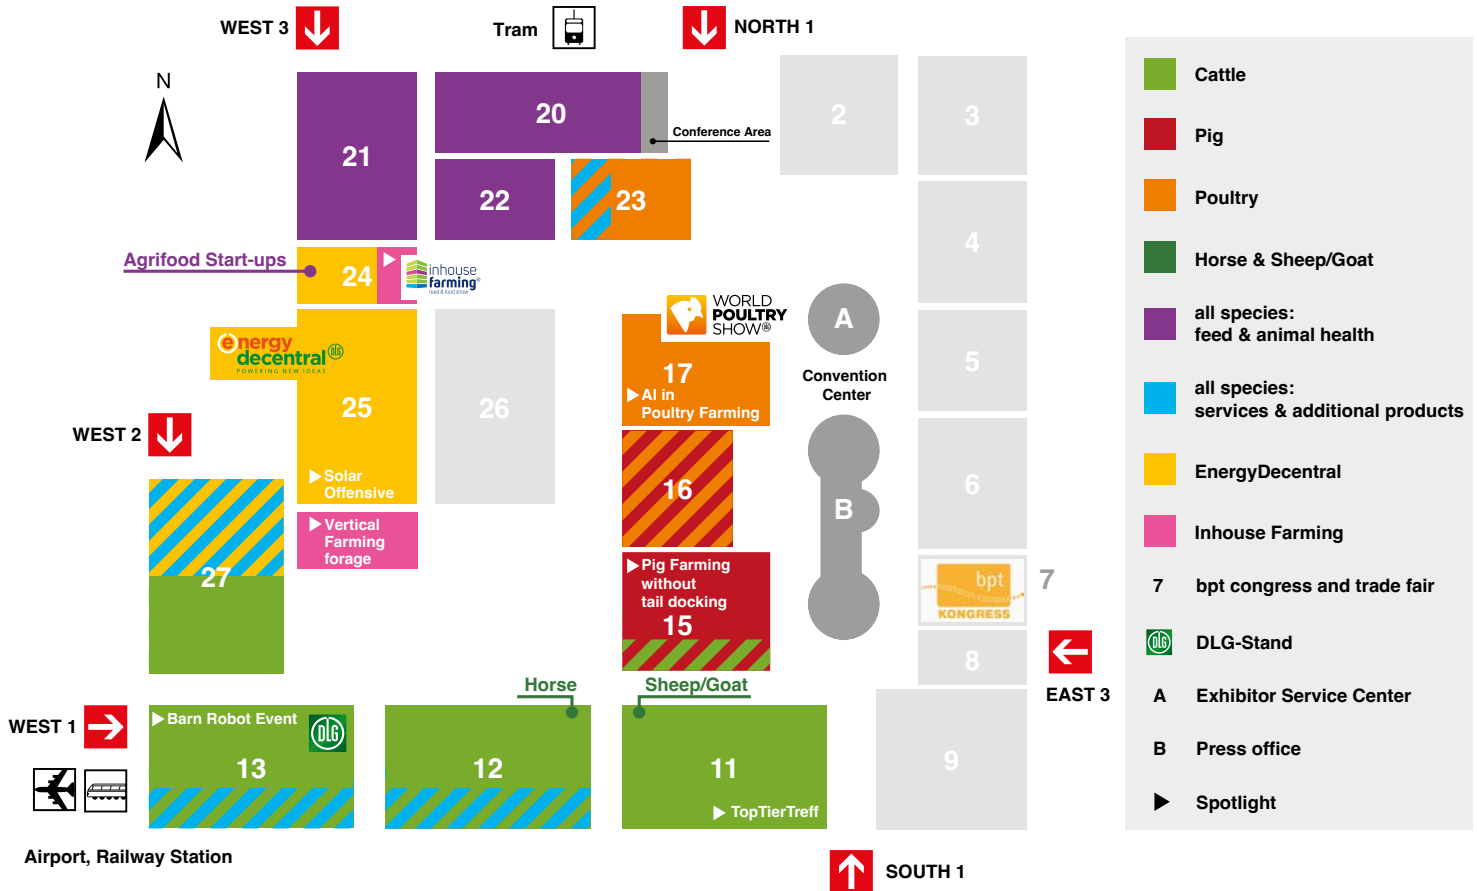 WEST 3
Tram
NORTH 1
N
21
20
Conference Area
22
23
2
3
4
5
6
Agrifood Start-ups
24
inhouse
farming®
feed & food show
energy
decentral DLG
POWERING NEW IDEAS
25
Solar
Offensive
26
WORLD
POULTRY
SHOW
17
AI in
Poultry Farming
A
Convention
Center
B
WEST 2
16
Vertical
Farming
forage
27
Pig Farming
without
tail docking
15
bpt
KONGRESS
7
8
EAST 3
Horse
Sheep/Goat
WEST 1
Barn Robot Event
DLG
13
12
11
TopTierTreff
9
Airport, Railway Station
SOUTH 1
Cattle
Pig
Poultry
Horse & Sheep/Goat
all species:
feed & animal health
all species:
services & additional products
EnergyDecentral
Inhouse Farming
7 bpt congress and trade fair
DLG DLG-Stand
A Exhibitor Service Center
B Press office
Spotlight